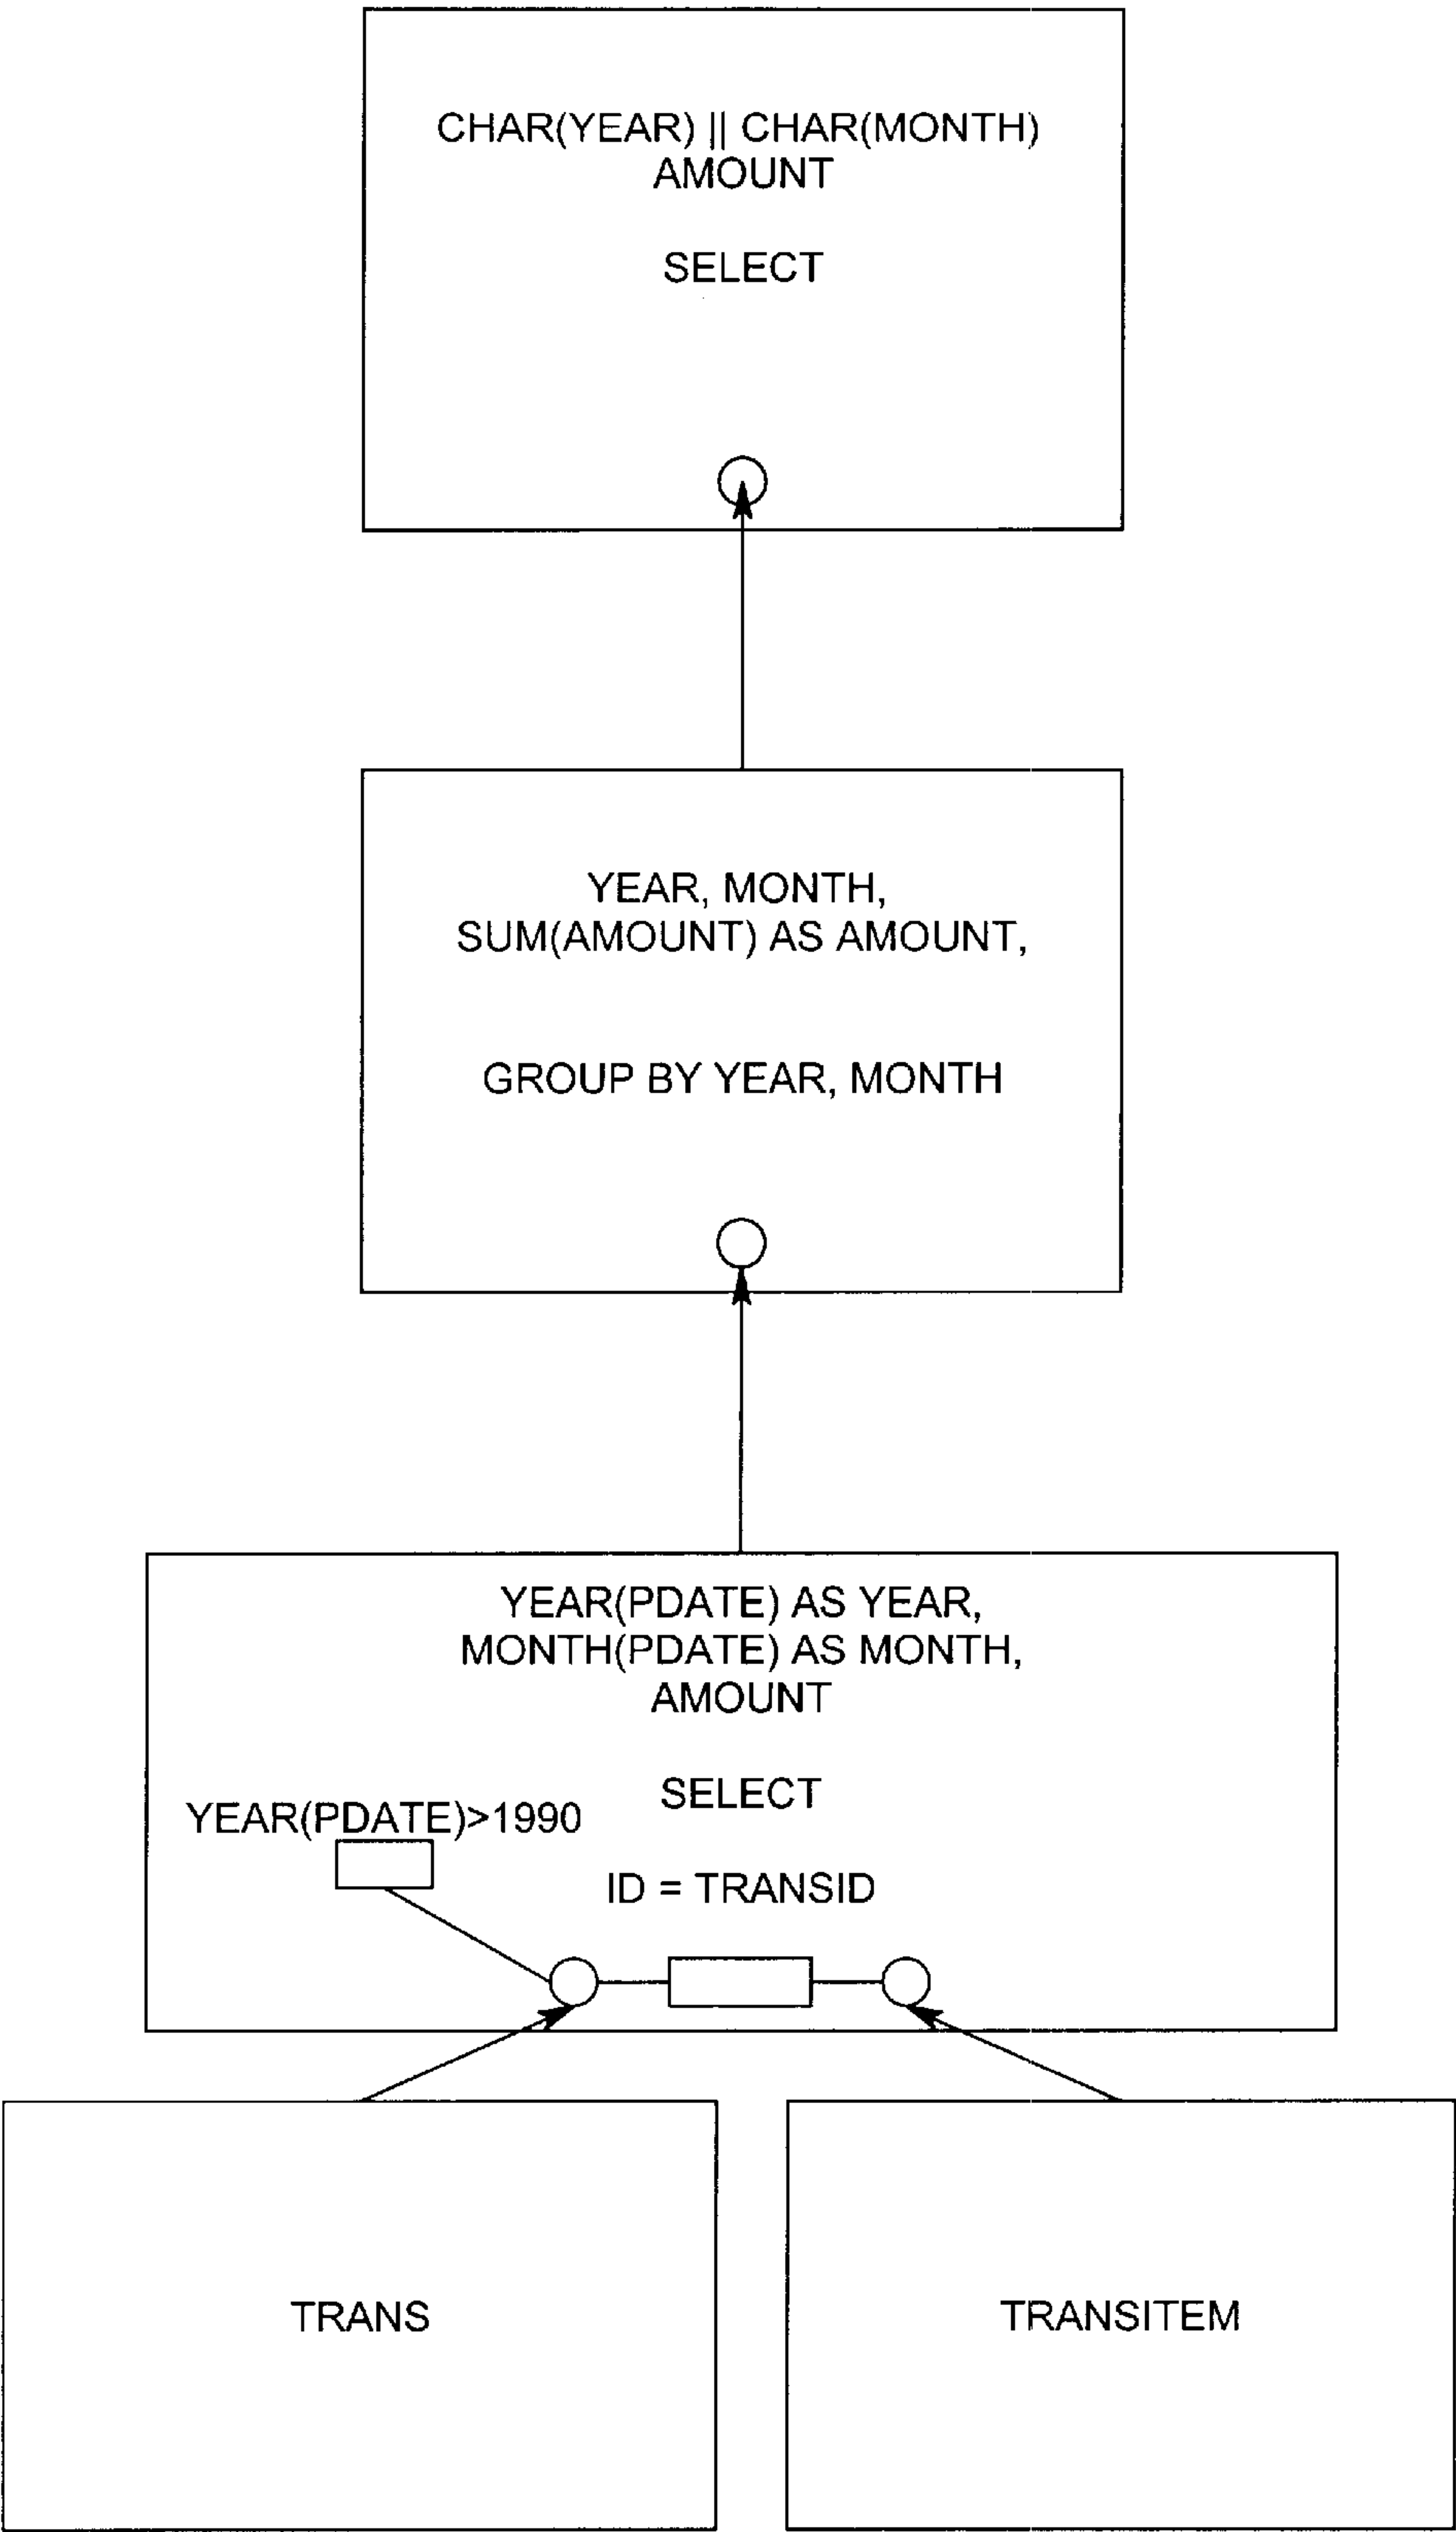 CHAR(YEAR) || CHAR(MONTH)
AMOUNT
SELECT
YEAR, MONTH,
SUM(AMOUNT) AS AMOUNT,
GROUP BY YEAR, MONTH
YEAR(PDATE) AS YEAR,
MONTH(PDATE) AS MONTH,
AMOUNT
SELECT
YEAR(PDATE)>1990
ID = TRANSID
TRANS
TRANSITEM